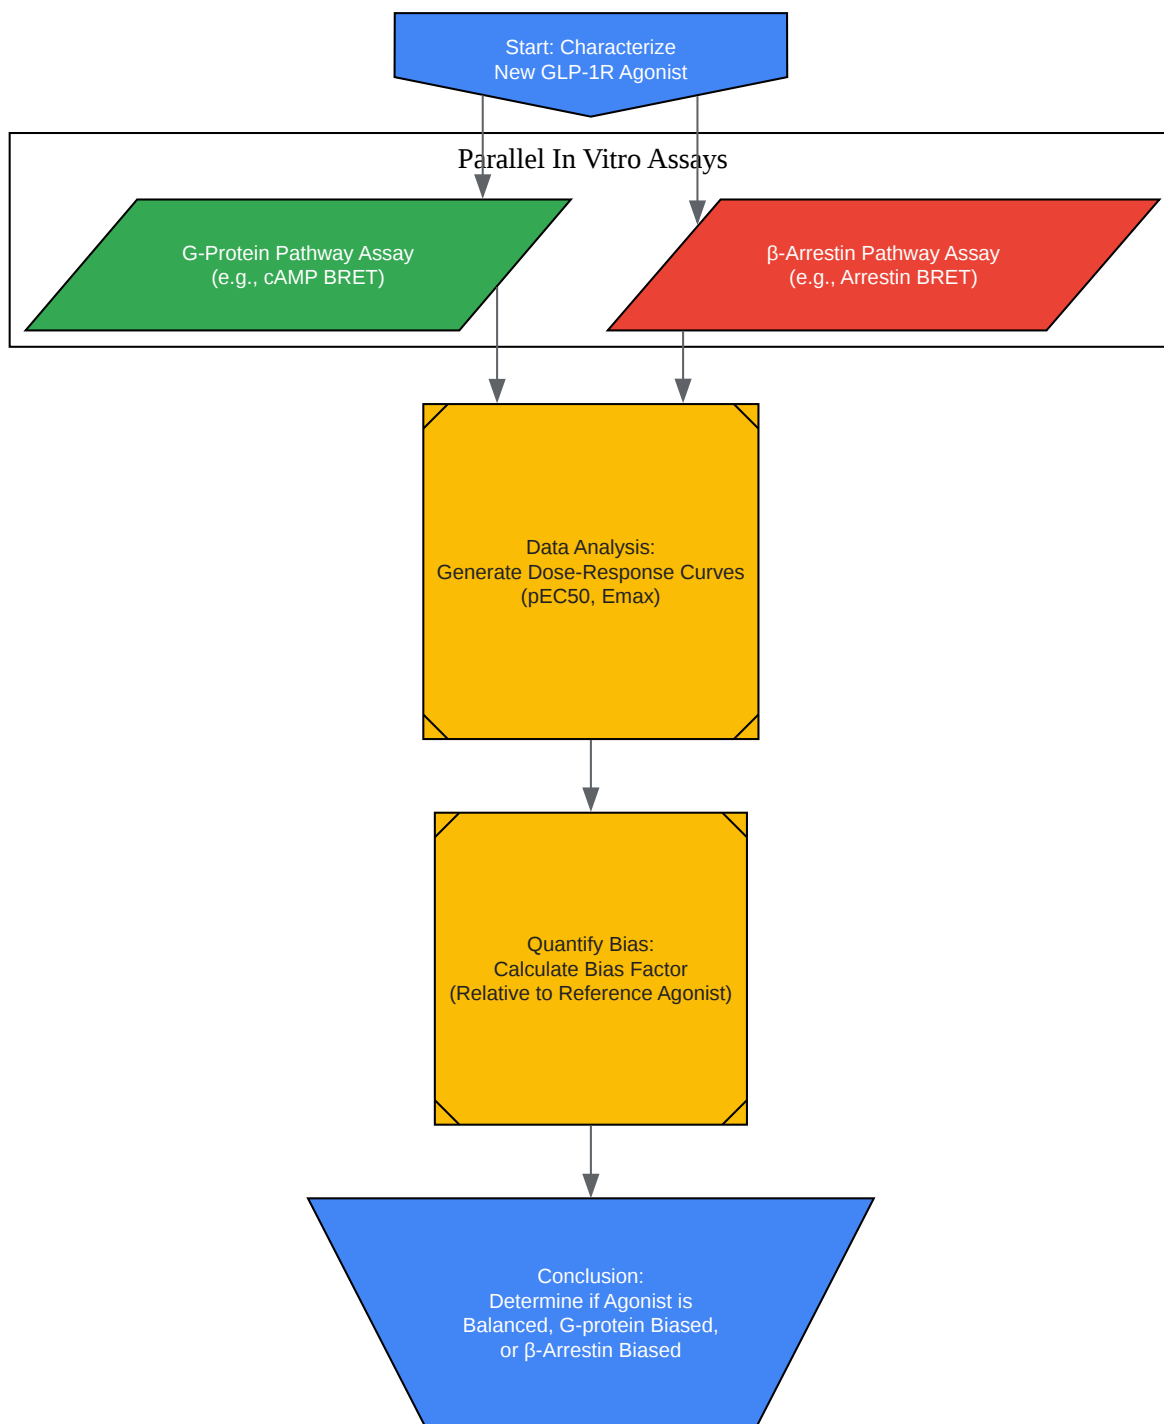 Start: Characterize
New GLP-1R Agonist
Parallel In Vitro Assays
G-Protein Pathway Assay
(e.g., cAMP BRET)
β-Arrestin Pathway Assay
(e.g., Arrestin BRET)
Data Analysis:
Generate Dose-Response Curves
(pEC50, Emax)
Quantify Bias:
Calculate Bias Factor
(Relative to Reference Agonist)
Conclusion:
Determine if Agonist is
Balanced, G-protein Biased,
or β-Arrestin Biased